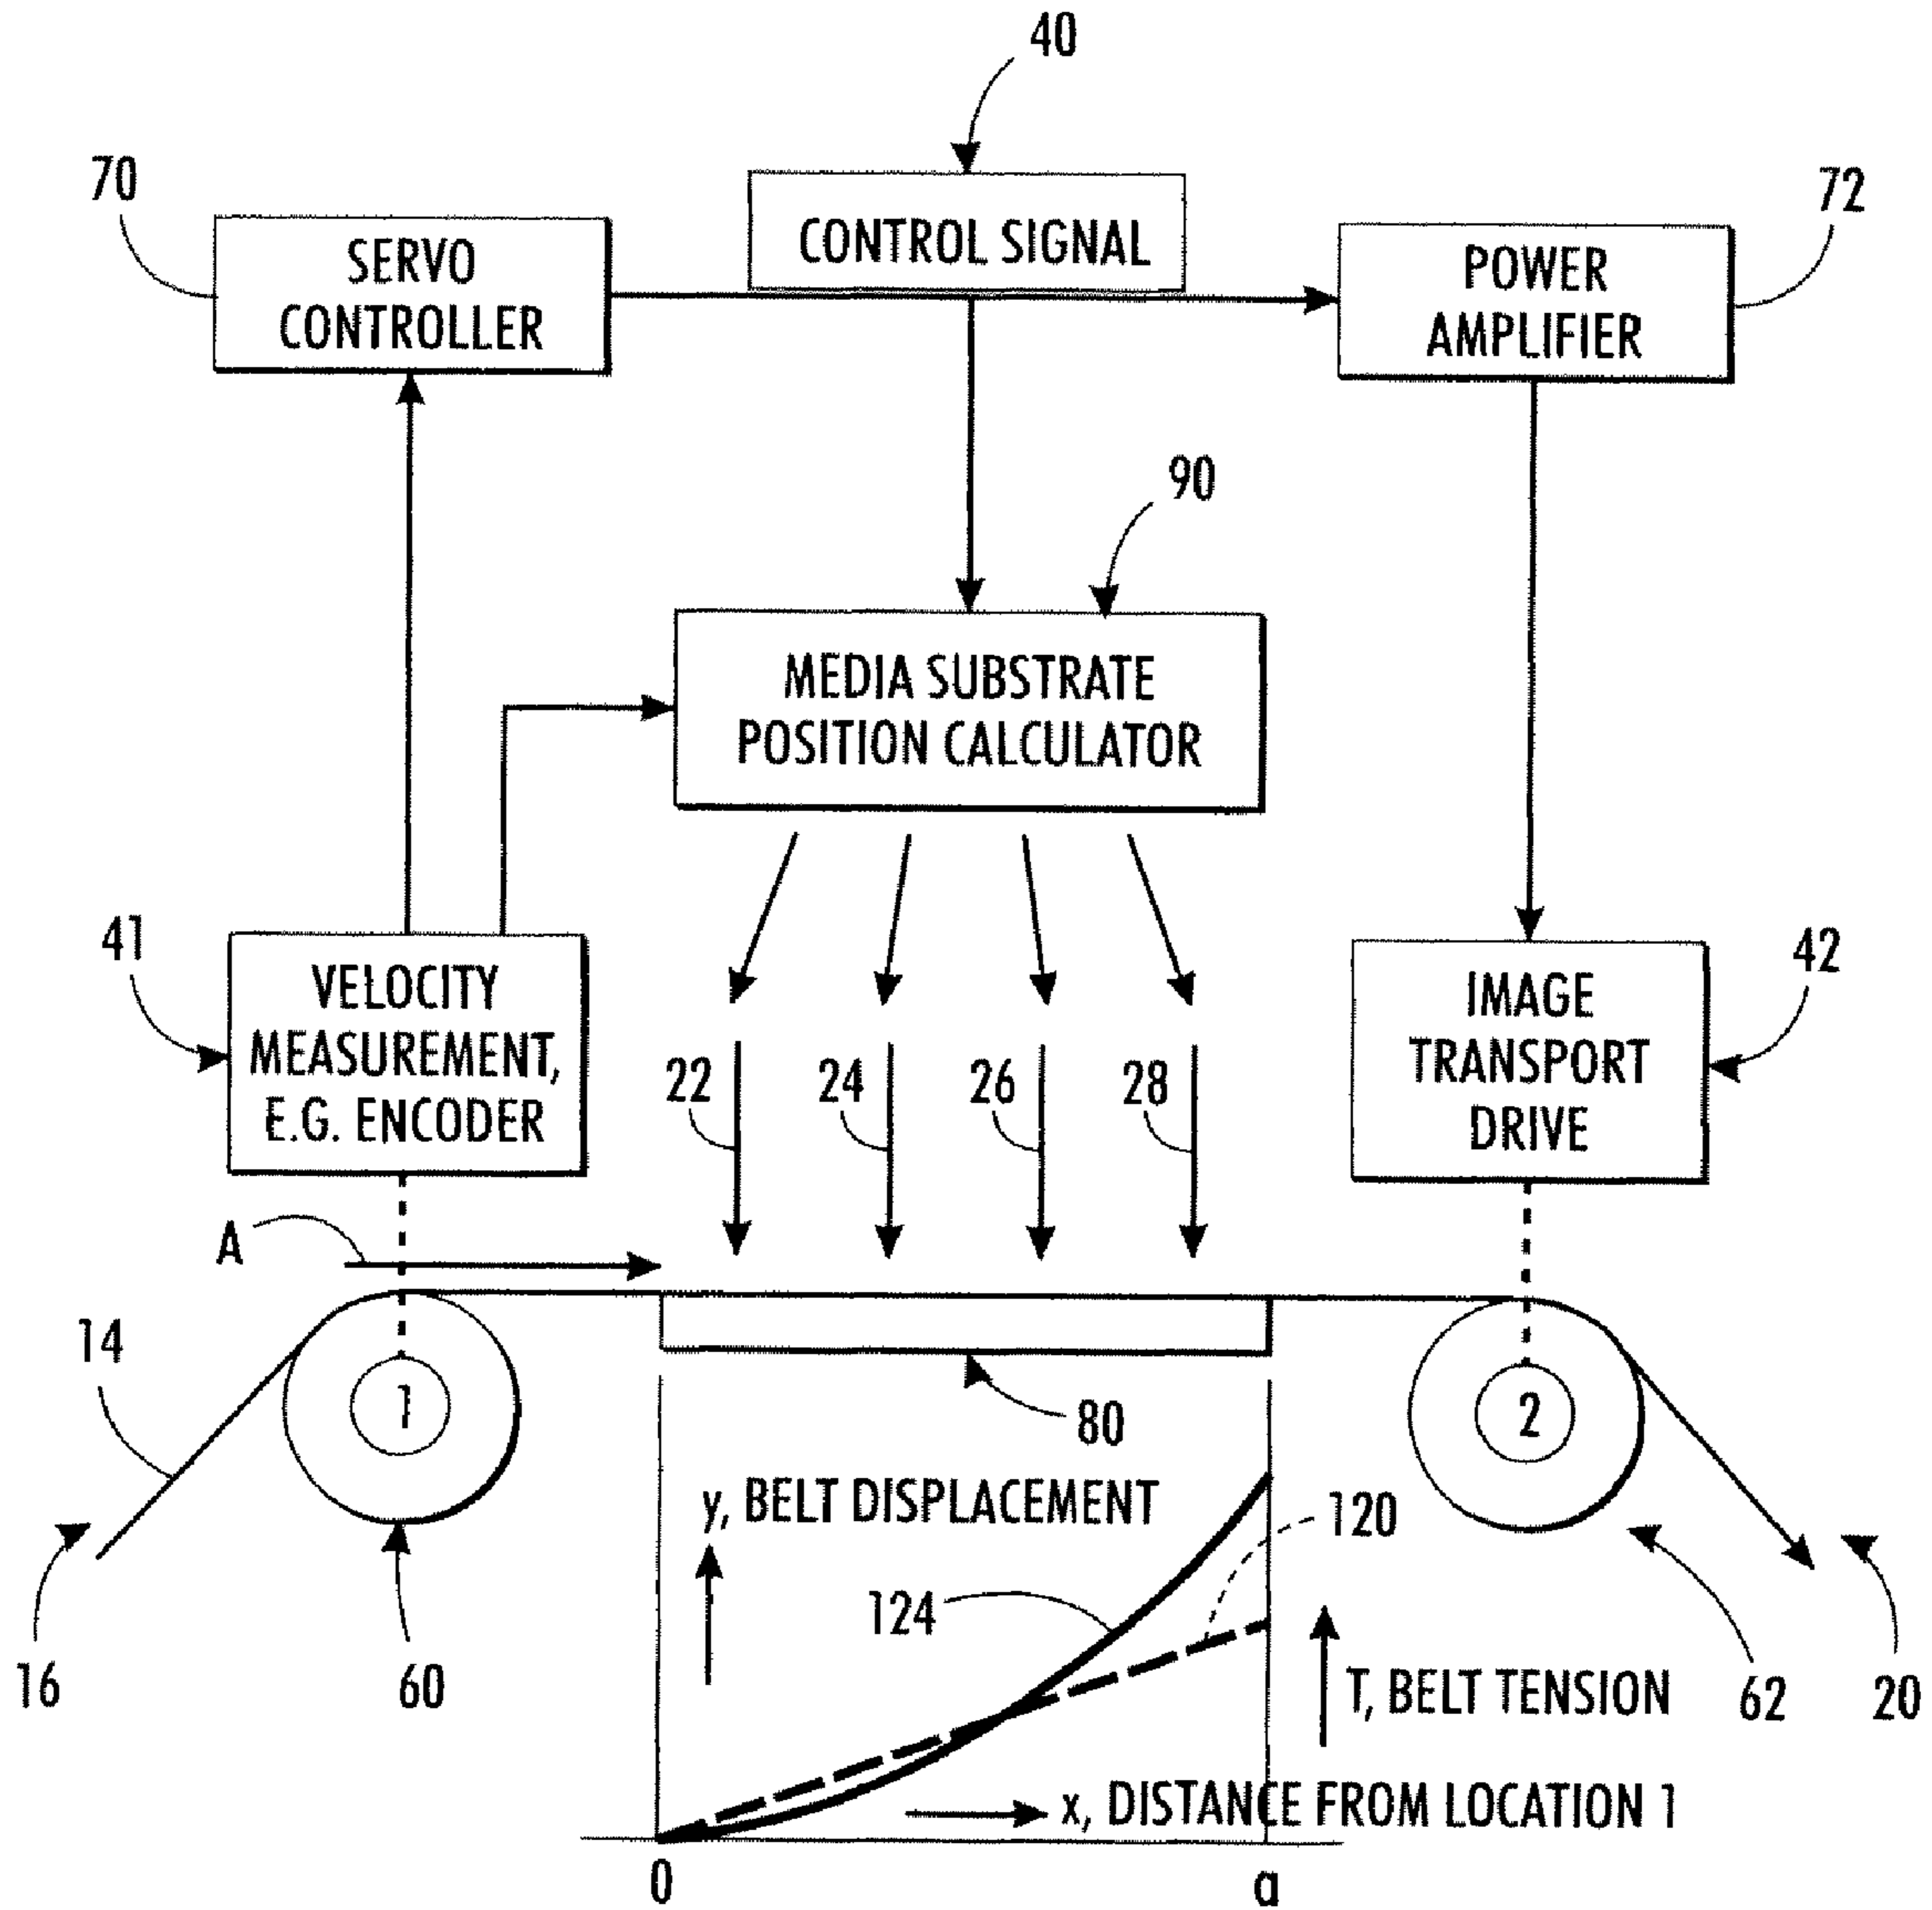 40
70
72
CONTROL SIGNAL
SERVO
CONTROLLER
POWER
AMPLIFIER
90
MEDIA SUBSTRATE
POSITION CALCULATOR
41
42
VELOCITY
MEASUREMENT,
E.G. ENCODER
IMAGE
TRANSPORT
DRIVE
22
24
26
28
A
14
1
2
80
y, BELT DISPLACEMENT
120
124
16
60
T, BELT TENSION
62
20
x, DISTANCE FROM LOCATION 1
0
a